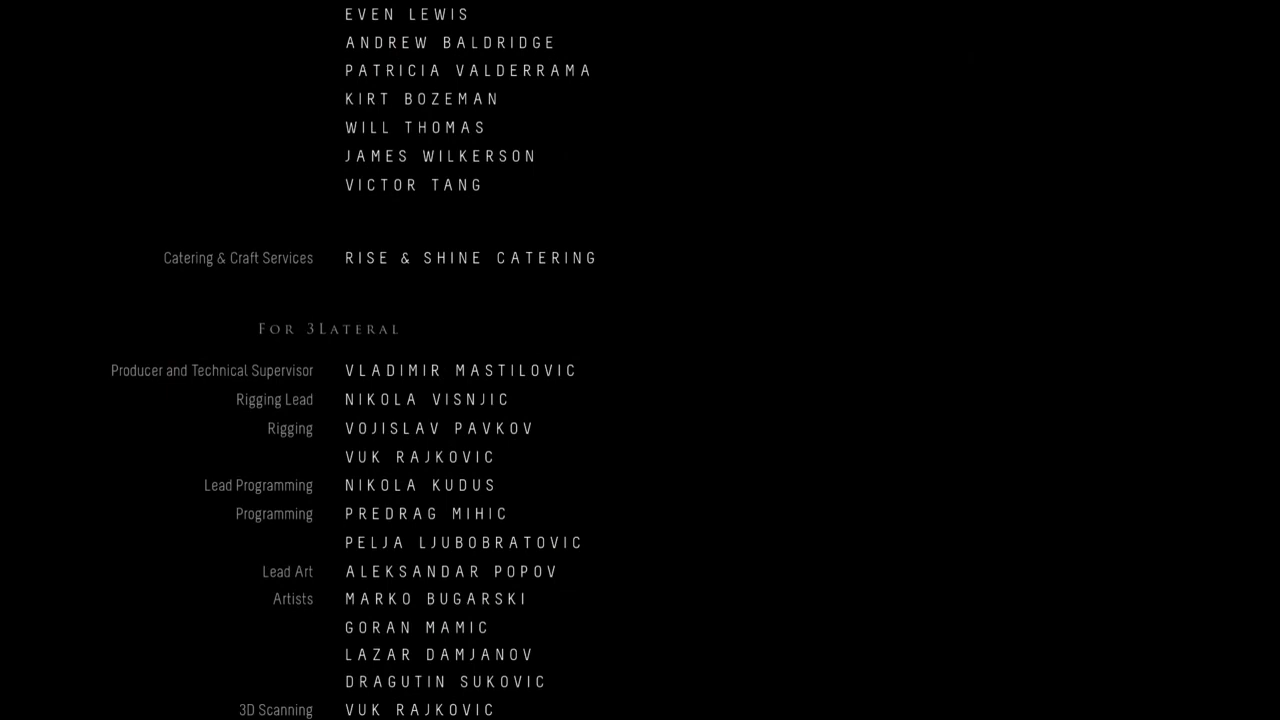 EVEN LEWIS
ANDREW BALDRIDGE
PATRICIA VALDERRAMA
KIRT BOZEMAN
WILL THOMAS
JAMES WILKERSON
VICTOR TANG
Catering & Craft Services RISE & SHINE CATERING
FOR 3LATERAL
Producer and Technical Supervisor VLADIMIR MASTILOVIC
Rigging Lead NIKOLA VISNJIC
Rigging VOJISLAV PAVKOV
VUK RAJKOVIC
Lead Programming NIKOLA KUDUS
Programming PREDRAG MIHIC
PELJA LJUBOBRATOVIC
Lead Art ALEKSANDAR POPOV
Artists MARKO BUGARSKI
GORAN MAMIC
LAZAR DAMJANOV
DRAGUTIN SUKOVIC
3D Scanning VUK RAJKOVIC